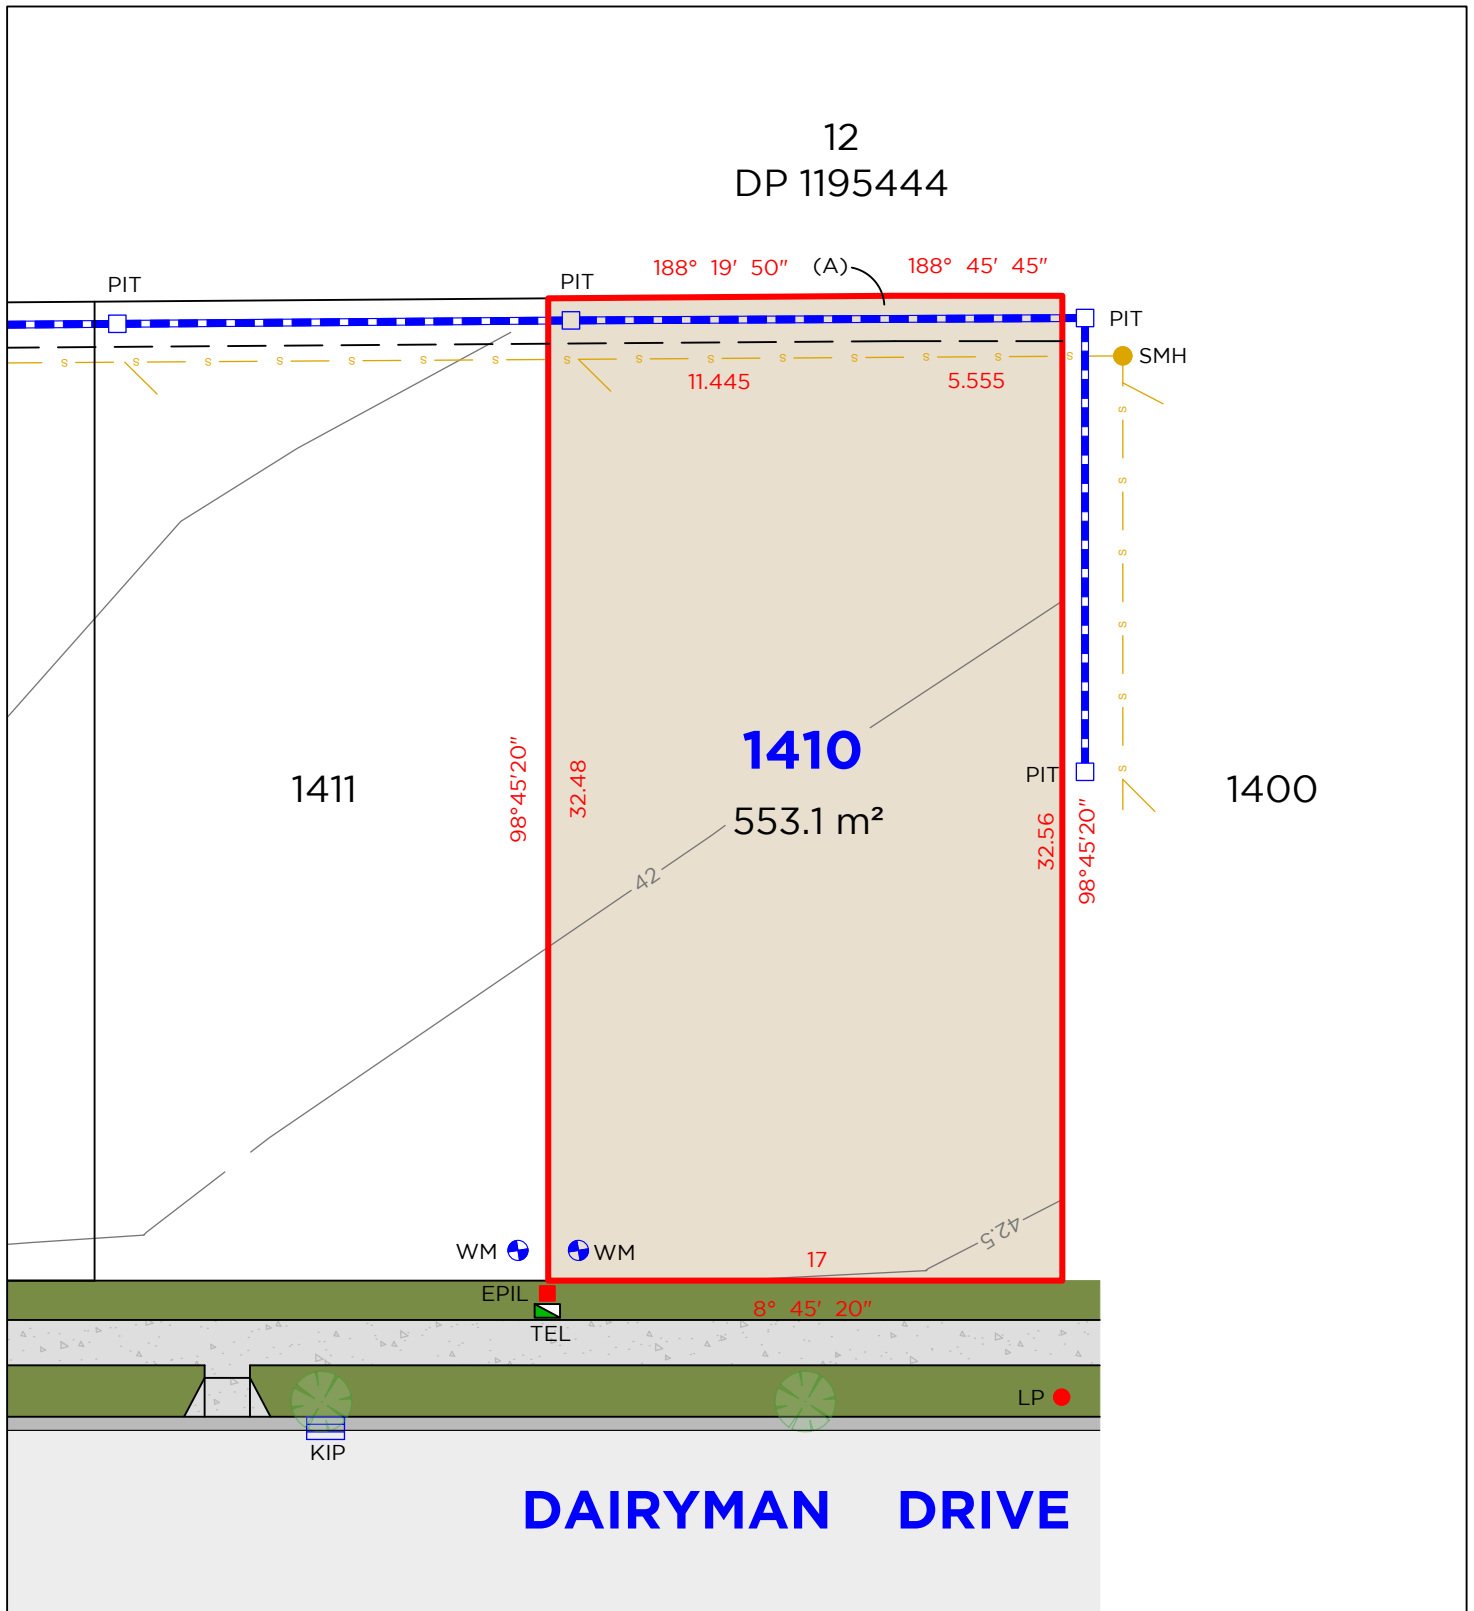 12
DP 1195444
188° 19' 50"
(A)
188° 45' 45"
PIT
PIT
PIT
SMH
s s s s s s s s s s s s s s s
11.445
5.555
s
s
s
s
s
s
1410
98°45'20"
32.48
1411
PIT
1400
553.1 m²
32.56
98°45'20"
42
42.5
WM
WM
17
EPIL
8° 45' 20"
TEL
LP
KIP
DAIRYMAN DRIVE